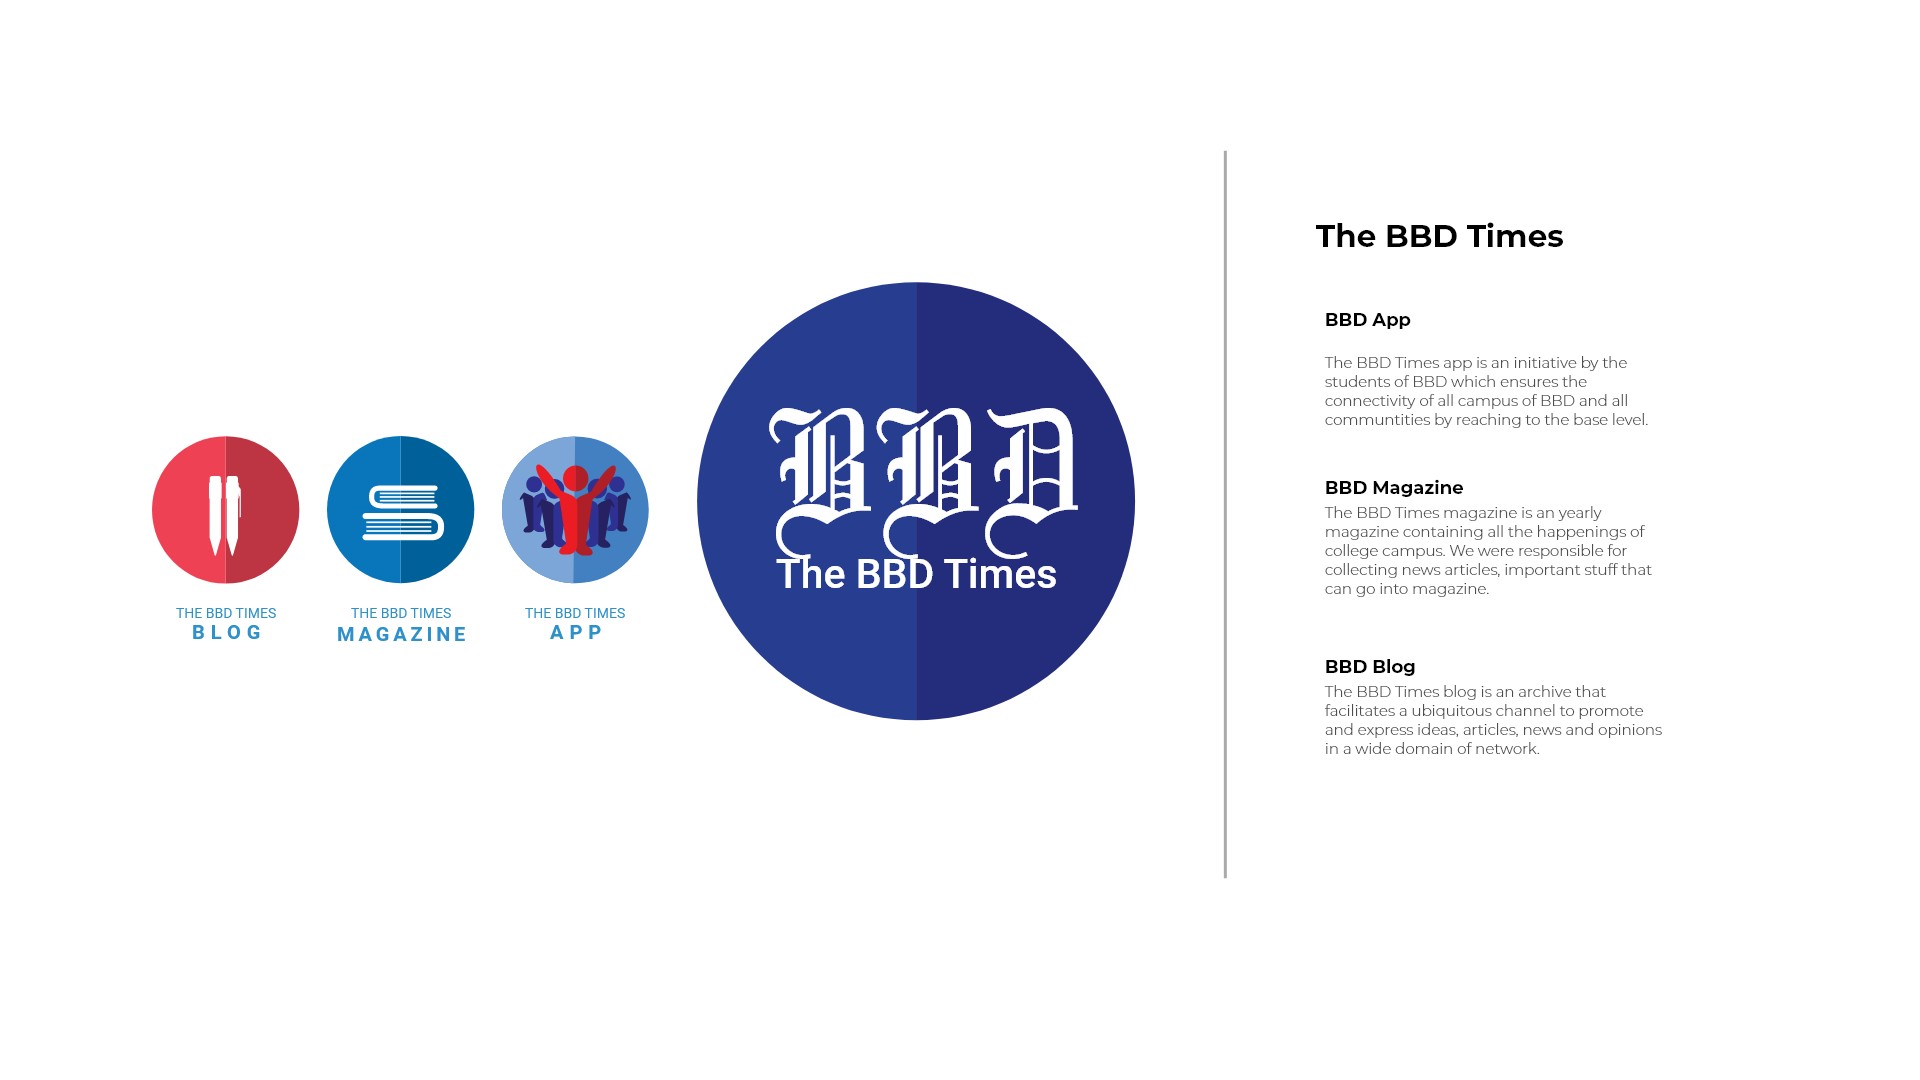 THE BBD TIMES
BLOG
THE BBD TIMES
MAGAZINE
THE BBD TIMES
APP
BBD
The BBD Times
The BBD Times
BBD App
The BBD Times app is an initiative by the
students of BBD which ensures the
connectivity of all campus of BBD and all
communtities by reaching to the base level.
BBD Magazine
The BBD Times magazine is an yearly
magazine containing all the happenings of
college campus. We were responsible for
collecting news articles, important stuff that
can go into magazine.
BBD Blog
The BBD Times blog is an archive that
facilitates a ubiquitous channel to promote
and express ideas, articles, news and opinions
in a wide domain of network.